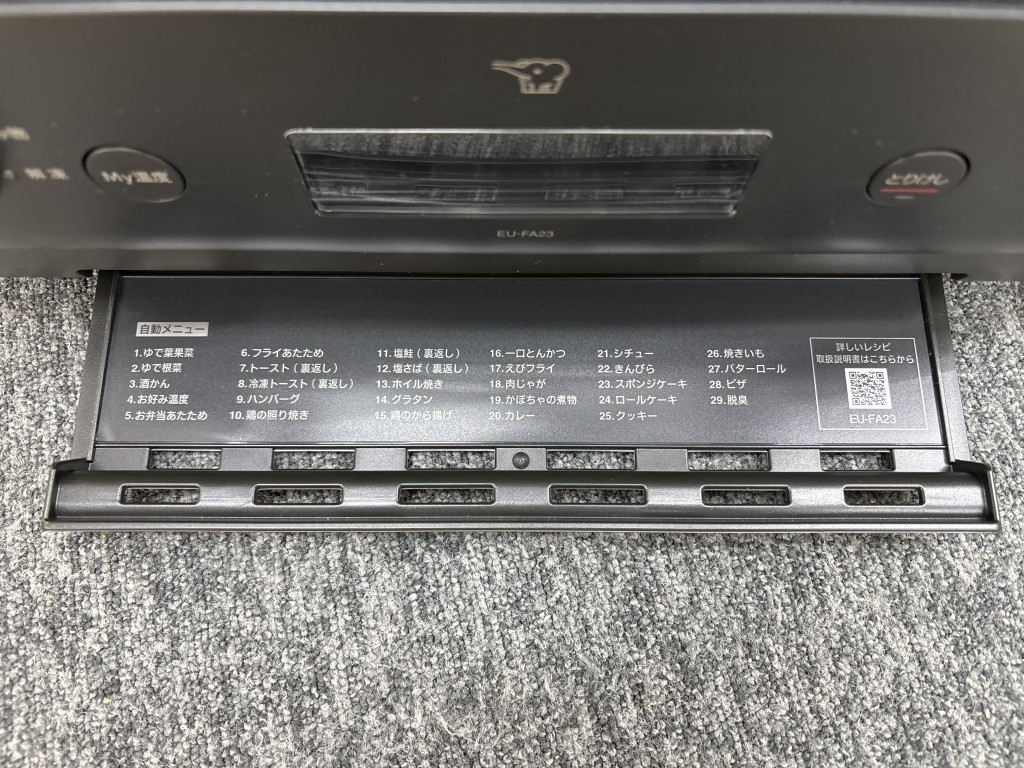 My温度
とりけし
EU-FA23
自動メニュー
1.ゆで葉果菜
2.ゆで根菜
3.酒かん
4.お好み温度
5.お弁当あたため
6.フライあたため
7.トースト（裏返し）
8.冷凍トースト（裏返し）
9.ハンバーグ
10.鶏の照り焼き
11.塩鮭（裏返し）
12.塩さば（裏返し）
13.ホイル焼き
14.グラタン
15.鶏のから揚げ
16.一口とんかつ
17.えびフライ
18.肉じゃが
19.かぼちゃの煮物
20.カレー
21.シチュー
22.きんぴら
23.スポンジケーキ
24.ロールケーキ
25.クッキー
26.焼きいも
27.バターロール
28.ピザ
29.脱臭
詳しいレシピ
取扱説明書はこちらから
EU-FA23